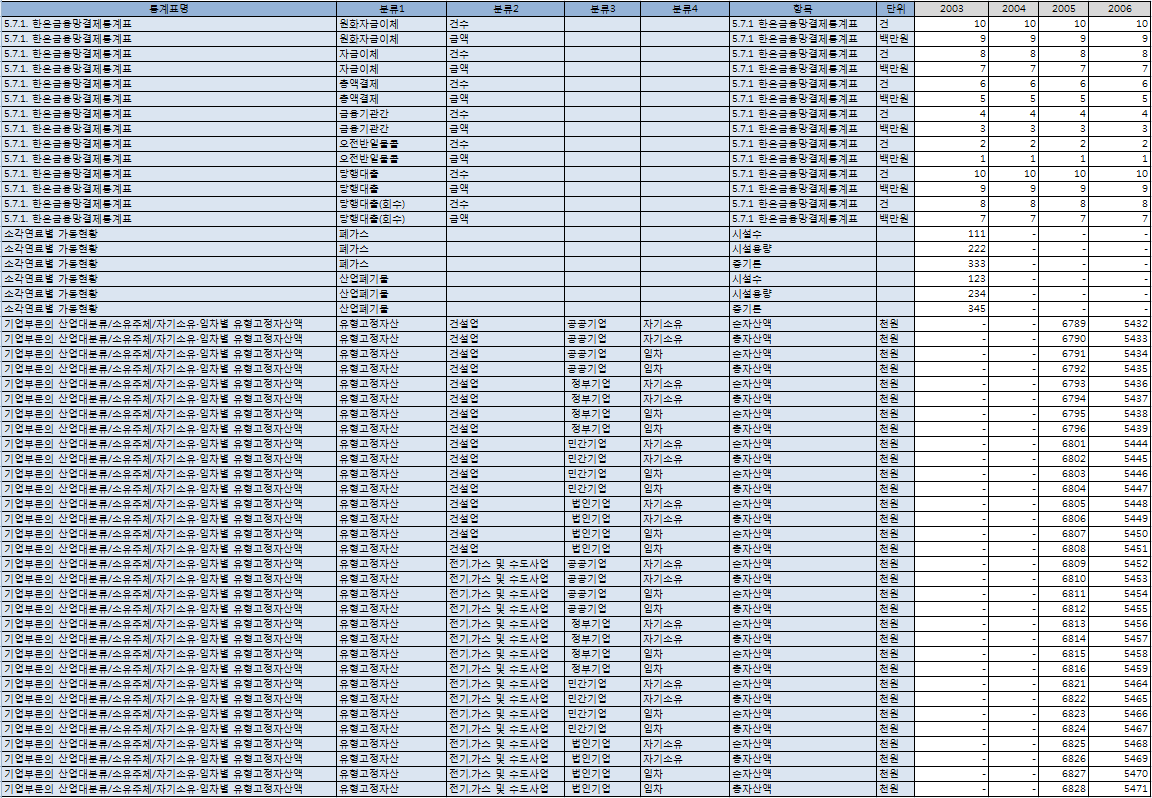 통계표명 분류1 분류2 분류3 분류4 항목 단위 2003 2004 2005 2006
5.7.1. 한은금융망결제통계표 원화자금이체 건수 5.7.1 한은금융망결제통계표 건 10 10 10 10
5.7.1. 한은금융망결제통계표 원화자금이체 금액 5.7.1 한은금융망결제통계표 백만원 9 9 9 9
5.7.1. 한은금융망결제통계표 자금이체 건수 5.7.1 한은금융망결제통계표 건 8 8 8 8
5.7.1. 한은금융망결제통계표 자금이체 금액 5.7.1 한은금융망결제통계표 백만원 7 7 7 7
5.7.1. 한은금융망결제통계표 총액결제 건수 5.7.1 한은금융망결제통계표 건 6 6 6 6
5.7.1. 한은금융망결제통계표 총액결제 금액 5.7.1 한은금융망결제통계표 백만원 5 5 5 5
5.7.1. 한은금융망결제통계표 금융기관간 건수 5.7.1 한은금융망결제통계표 건 4 4 4 4
5.7.1. 한은금융망결제통계표 금융기관간 금액 5.7.1 한은금융망결제통계표 백만원 3 3 3 3
5.7.1. 한은금융망결제통계표 오전반일물콜 건수 5.7.1 한은금융망결제통계표 건 2 2 2 2
5.7.1. 한은금융망결제통계표 오전반일물콜 금액 5.7.1 한은금융망결제통계표 백만원 1 1 1 1
5.7.1. 한은금융망결제통계표 당행대출 건수 5.7.1 한은금융망결제통계표 건 10 10 10 10
5.7.1. 한은금융망결제통계표 당행대출 금액 5.7.1 한은금융망결제통계표 백만원 9 9 9 9
5.7.1. 한은금융망결제통계표 당행대출(회수) 건수 5.7.1 한은금융망결제통계표 건 8 8 8 8
5.7.1. 한은금융망결제통계표 당행대출(회수) 금액 5.7.1 한은금융망결제통계표 백만원 7 7 7 7
소각연료별 가동현황 폐가스 시설수 111 - - -
소각연료별 가동현황 폐가스 시설용량 222 - - -
소각연료별 가동현황 폐가스 증기톤 333 - - -
소각연료별 가동현황 산업폐기물 시설수 123 - - -
소각연료별 가동현황 산업폐기물 시설용량 234 - - -
소각연료별 가동현황 산업폐기물 증기톤 345 - - -
기업부문의 산업대분류/소유주체/자기소유·임차별 유형고정자산액 유형고정자산 건설업 공공기업 자기소유 순자산액 천원 - - 6789 5432
기업부문의 산업대분류/소유주체/자기소유·임차별 유형고정자산액 유형고정자산 건설업 공공기업 자기소유 총자산액 천원 - - 6790 5433
기업부문의 산업대분류/소유주체/자기소유·임차별 유형고정자산액 유형고정자산 건설업 공공기업 임차 순자산액 천원 - - 6791 5434
기업부문의 산업대분류/소유주체/자기소유·임차별 유형고정자산액 유형고정자산 건설업 공공기업 임차 총자산액 천원 - - 6792 5435
기업부문의 산업대분류/소유주체/자기소유·임차별 유형고정자산액 유형고정자산 건설업 정부기업 자기소유 순자산액 천원 - - 6793 5436
기업부문의 산업대분류/소유주체/자기소유·임차별 유형고정자산액 유형고정자산 건설업 정부기업 자기소유 총자산액 천원 - - 6794 5437
기업부문의 산업대분류/소유주체/자기소유·임차별 유형고정자산액 유형고정자산 건설업 정부기업 임차 순자산액 천원 - - 6795 5438
기업부문의 산업대분류/소유주체/자기소유·임차별 유형고정자산액 유형고정자산 건설업 정부기업 임차 총자산액 천원 - - 6796 5439
기업부문의 산업대분류/소유주체/자기소유·임차별 유형고정자산액 유형고정자산 건설업 민간기업 자기소유 순자산액 천원 - - 6801 5444
기업부문의 산업대분류/소유주체/자기소유·임차별 유형고정자산액 유형고정자산 건설업 민간기업 자기소유 총자산액 천원 - - 6802 5445
기업부문의 산업대분류/소유주체/자기소유·임차별 유형고정자산액 유형고정자산 건설업 민간기업 임차 순자산액 천원 - - 6803 5446
기업부문의 산업대분류/소유주체/자기소유·임차별 유형고정자산액 유형고정자산 건설업 민간기업 임차 총자산액 천원 - - 6804 5447
기업부문의 산업대분류/소유주체/자기소유·임차별 유형고정자산액 유형고정자산 건설업 법인기업 자기소유 순자산액 천원 - - 6805 5448
기업부문의 산업대분류/소유주체/자기소유·임차별 유형고정자산액 유형고정자산 건설업 법인기업 자기소유 총자산액 천원 - - 6806 5449
기업부문의 산업대분류/소유주체/자기소유·임차별 유형고정자산액 유형고정자산 건설업 법인기업 임차 순자산액 천원 - - 6807 5450
기업부문의 산업대분류/소유주체/자기소유·임차별 유형고정자산액 유형고정자산 건설업 법인기업 임차 총자산액 천원 - - 6808 5451
기업부문의 산업대분류/소유주체/자기소유·임차별 유형고정자산액 유형고정자산 전기,가스 및 수도사업 공공기업 자기소유 순자산액 천원 - - 6809 5452
기업부문의 산업대분류/소유주체/자기소유·임차별 유형고정자산액 유형고정자산 전기,가스 및 수도사업 공공기업 자기소유 총자산액 천원 - - 6810 5453
기업부문의 산업대분류/소유주체/자기소유·임차별 유형고정자산액 유형고정자산 전기,가스 및 수도사업 공공기업 임차 순자산액 천원 - - 6811 5454
기업부문의 산업대분류/소유주체/자기소유·임차별 유형고정자산액 유형고정자산 전기,가스 및 수도사업 공공기업 임차 총자산액 천원 - - 6812 5455
기업부문의 산업대분류/소유주체/자기소유·임차별 유형고정자산액 유형고정자산 전기,가스 및 수도사업 정부기업 자기소유 순자산액 천원 - - 6813 5456
기업부문의 산업대분류/소유주체/자기소유·임차별 유형고정자산액 유형고정자산 전기,가스 및 수도사업 정부기업 자기소유 총자산액 천원 - - 6814 5457
기업부문의 산업대분류/소유주체/자기소유·임차별 유형고정자산액 유형고정자산 전기,가스 및 수도사업 정부기업 임차 순자산액 천원 - - 6815 5458
기업부문의 산업대분류/소유주체/자기소유·임차별 유형고정자산액 유형고정자산 전기,가스 및 수도사업 정부기업 임차 총자산액 천원 - - 6816 5459
기업부문의 산업대분류/소유주체/자기소유·임차별 유형고정자산액 유형고정자산 전기,가스 및 수도사업 민간기업 자기소유 순자산액 천원 - - 6821 5464
기업부문의 산업대분류/소유주체/자기소유·임차별 유형고정자산액 유형고정자산 전기,가스 및 수도사업 민간기업 자기소유 총자산액 천원 - - 6822 5465
기업부문의 산업대분류/소유주체/자기소유·임차별 유형고정자산액 유형고정자산 전기,가스 및 수도사업 민간기업 임차 순자산액 천원 - - 6823 5466
기업부문의 산업대분류/소유주체/자기소유·임차별 유형고정자산액 유형고정자산 전기,가스 및 수도사업 민간기업 임차 총자산액 천원 - - 6824 5467
기업부문의 산업대분류/소유주체/자기소유·임차별 유형고정자산액 유형고정자산 전기,가스 및 수도사업 법인기업 자기소유 순자산액 천원 - - 6825 5468
기업부문의 산업대분류/소유주체/자기소유·임차별 유형고정자산액 유형고정자산 전기,가스 및 수도사업 법인기업 자기소유 총자산액 천원 - - 6826 5469
기업부문의 산업대분류/소유주체/자기소유·임차별 유형고정자산액 유형고정자산 전기,가스 및 수도사업 법인기업 임차 순자산액 천원 - - 6827 5470
기업부문의 산업대분류/소유주체/자기소유·임차별 유형고정자산액 유형고정자산 전기,가스 및 수도사업 법인기업 임차 총자산액 천원 - - 6828 5471